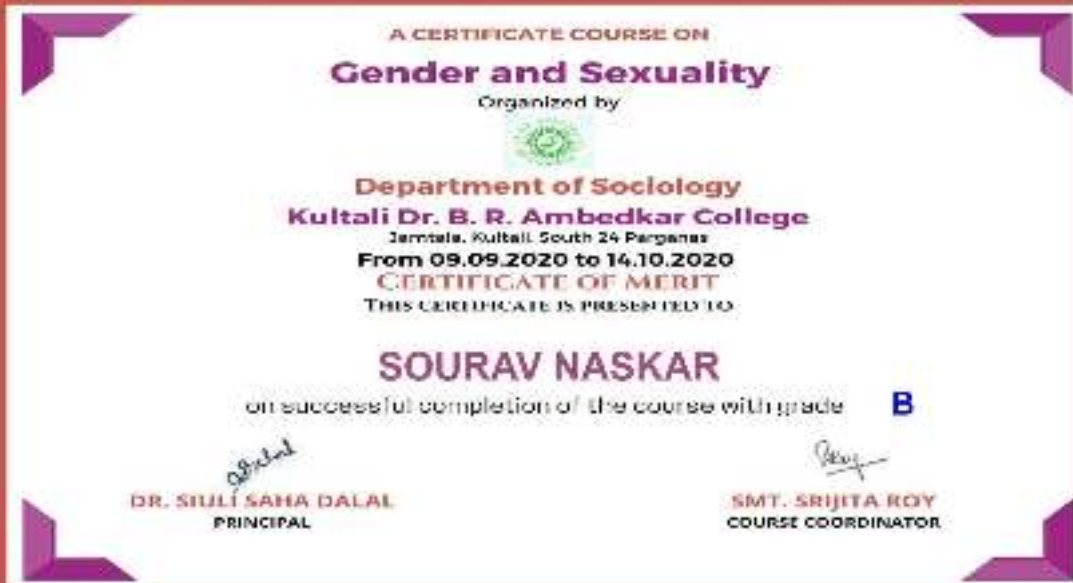 A CERTIFICATE COURSE ON
Gender and Sexuality
Organized by
Department of Sociology
Kultali Dr. B. R. Ambedkar College
Jamtala, Kultali, South 24 Parganas
From 09.09.2020 to 14.10.2020
CERTIFICATE OF MERIT
THIS CERTIFICATE IS PRESENTED TO
SOURAV NASKAR
on successful completion of the course with grade B
DR. SIULI SAHA DALAL
PRINCIPAL
SMT. SRIJITA ROY
COURSE COORDINATOR